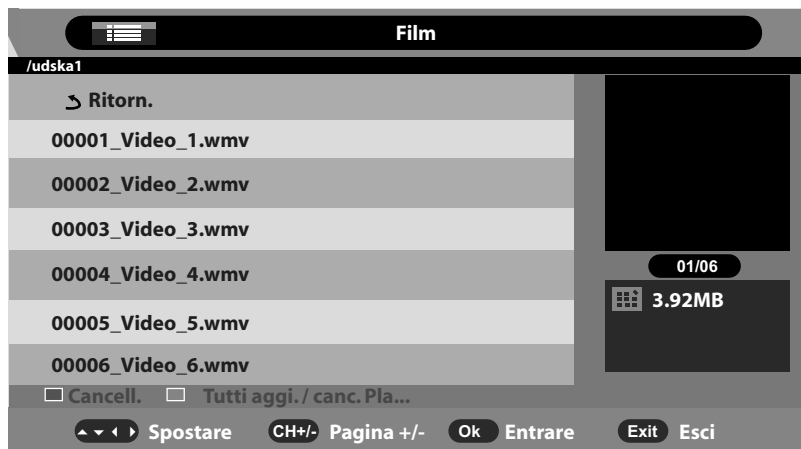 Film
/udska1
Ritorn.
00001_Video_1.wmv
00002_Video_2.wmv
00003_Video_3.wmv
00004_Video_4.wmv
00005_Video_5.wmv
00006_Video_6.wmv
01/06
3.92MB
Cancell. Tutti aggi. / canc. Pla...
Spostare CH+/- Pagina +/- Ok Entrare Exit Esci